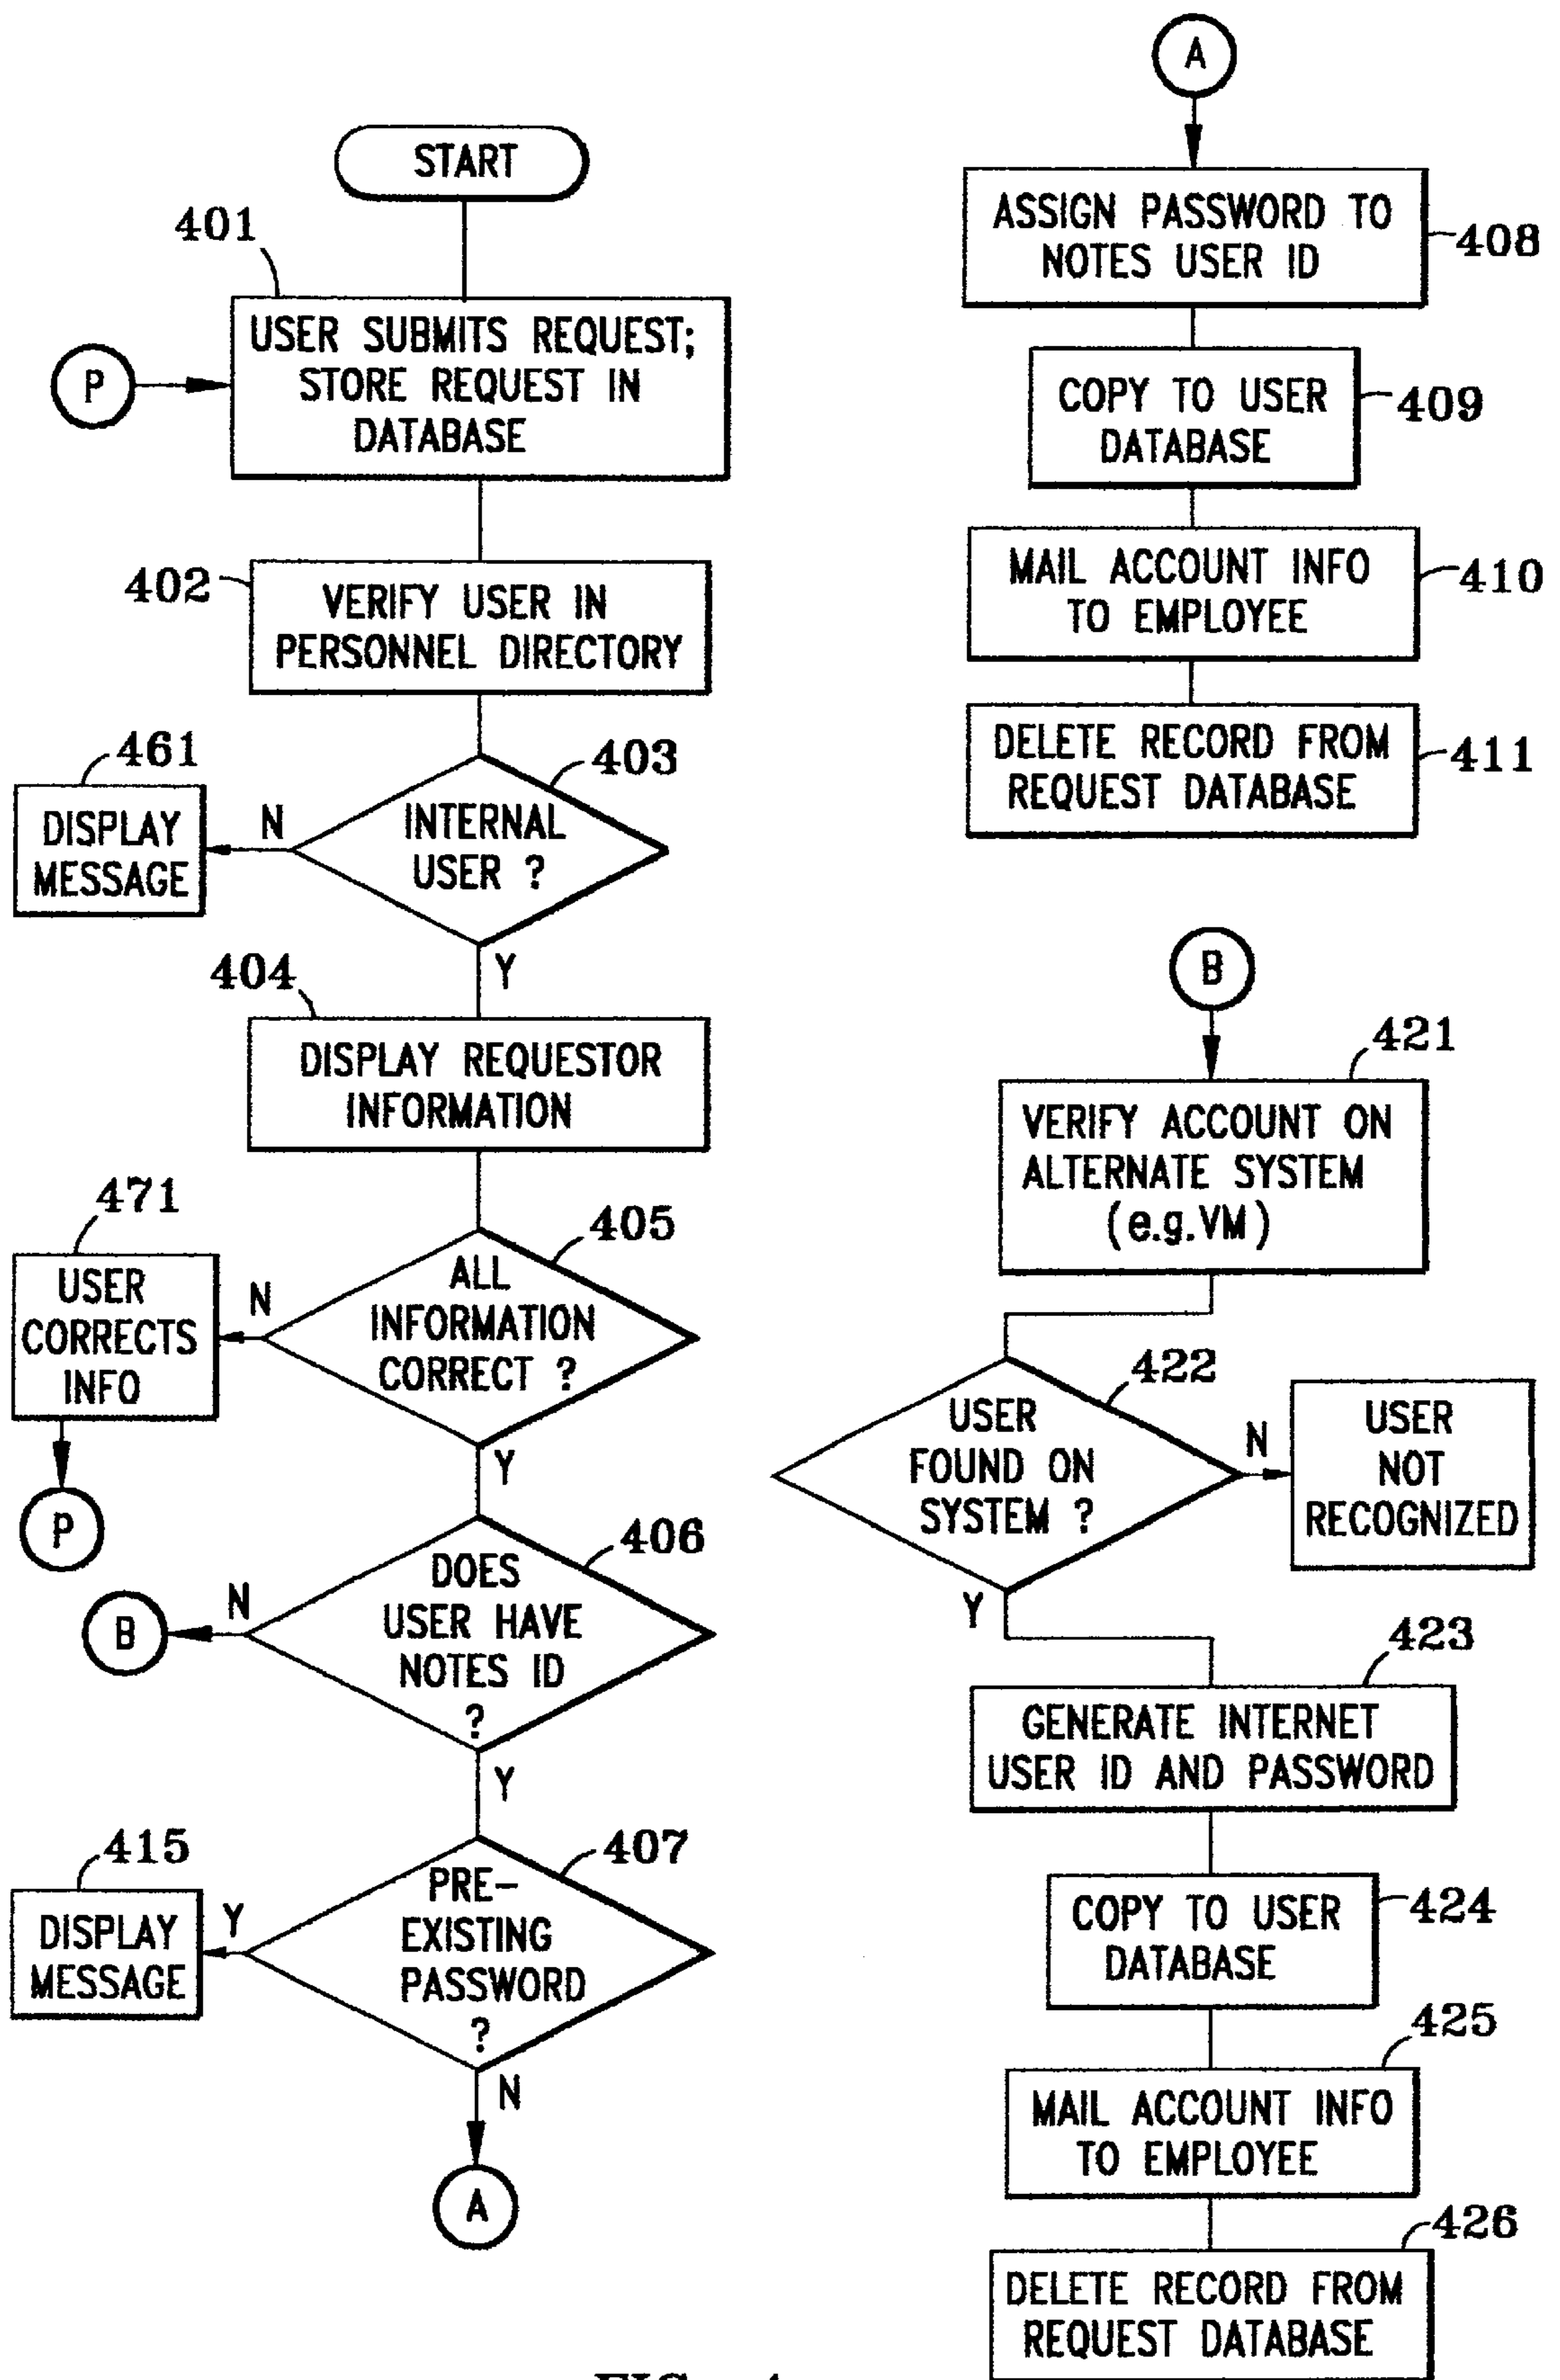 START
401
USER SUBMITS REQUEST;
STORE REQUEST IN
DATABASE
P
402
VERIFY USER IN
PERSONNEL DIRECTORY
461
DISPLAY
MESSAGE
N
403
INTERNAL
USER ?
Y
404
DISPLAY REQUESTOR
INFORMATION
471
USER
CORRECTS
INFO
N
405
ALL
INFORMATION
CORRECT ?
P
Y
406
DOES
USER HAVE
NOTES ID
?
N
B
Y
415
DISPLAY
MESSAGE
Y
407
PRE-
EXISTING
PASSWORD
?
N
A
A
ASSIGN PASSWORD TO
NOTES USER ID
408
COPY TO USER
DATABASE
409
MAIL ACCOUNT INFO
TO EMPLOYEE
410
DELETE RECORD FROM
REQUEST DATABASE
411
B
421
VERIFY ACCOUNT ON
ALTERNATE SYSTEM
(e.g.VM)
422
USER
FOUND ON
SYSTEM ?
N
USER
NOT
RECOGNIZED
Y
423
GENERATE INTERNET
USER ID AND PASSWORD
COPY TO USER
DATABASE
424
425
MAIL ACCOUNT INFO
TO EMPLOYEE
426
DELETE RECORD FROM
REQUEST DATABASE